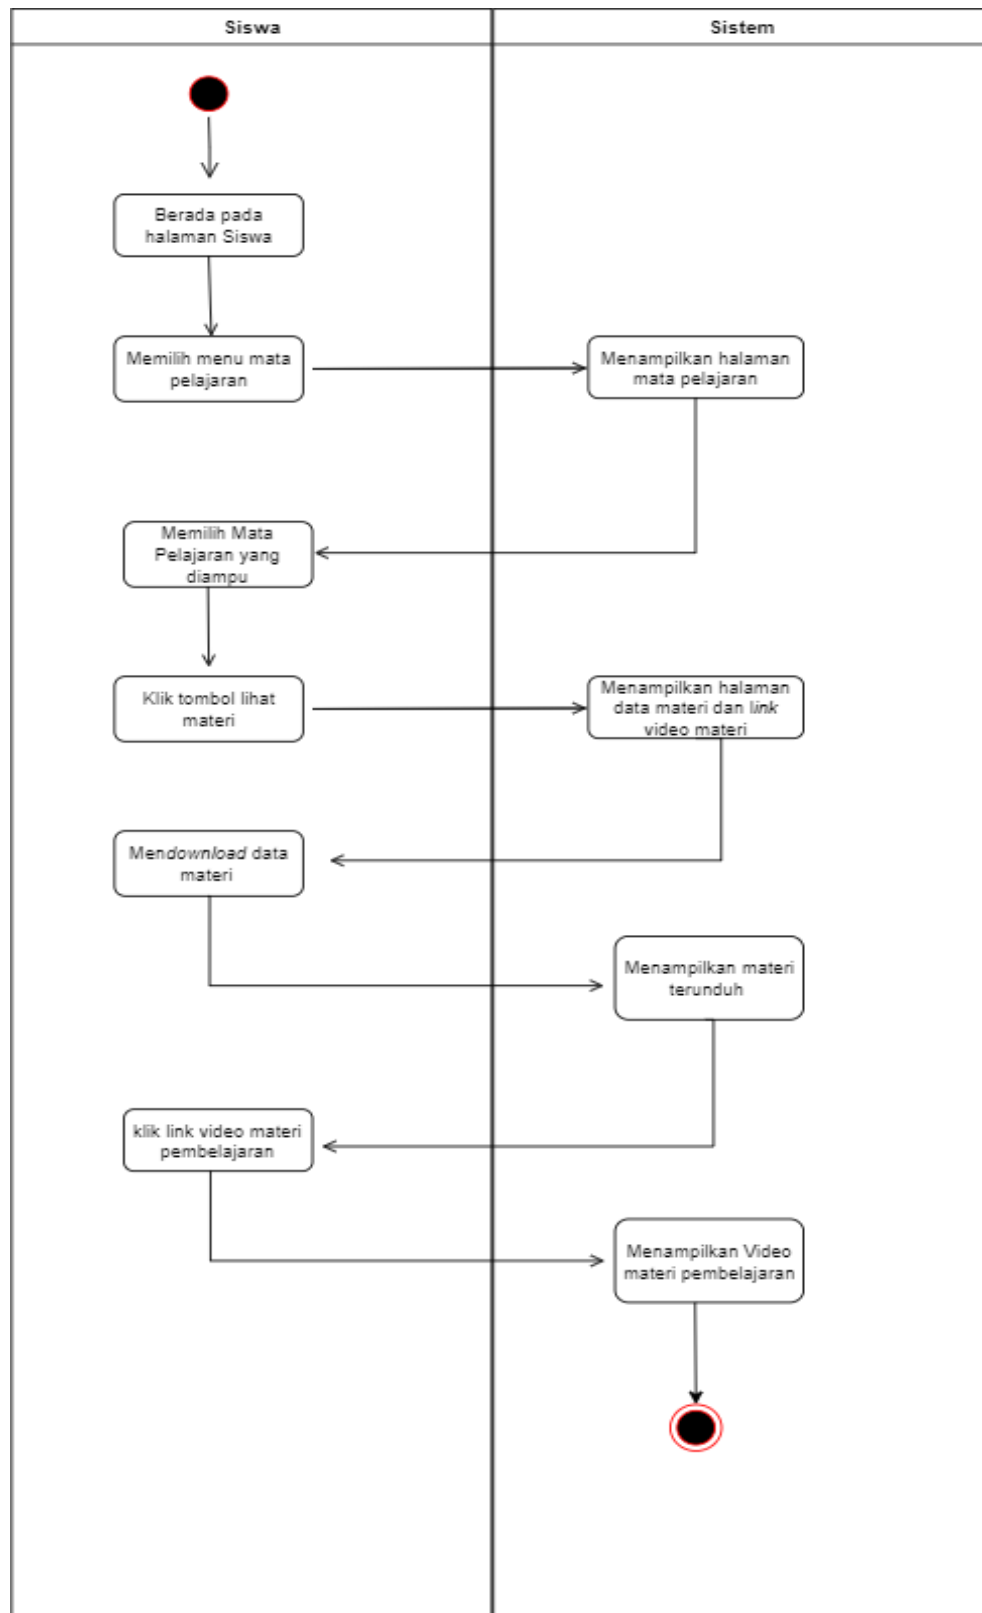 Siswa
Sistem
Berada pada
halaman Siswa
Memilih menu mata
pelajaran
Menampilkan halaman
mata pelajaran
Memilih Mata
Pelajaran yang
diampu
Klik tombol lihat
materi
Menampilkan halaman
data materi dan link
video materi
Mendownload data
materi
Menampilkan materi
terunduh
klik link video materi
pembelajaran
Menampilkan Video
materi pembelajaran